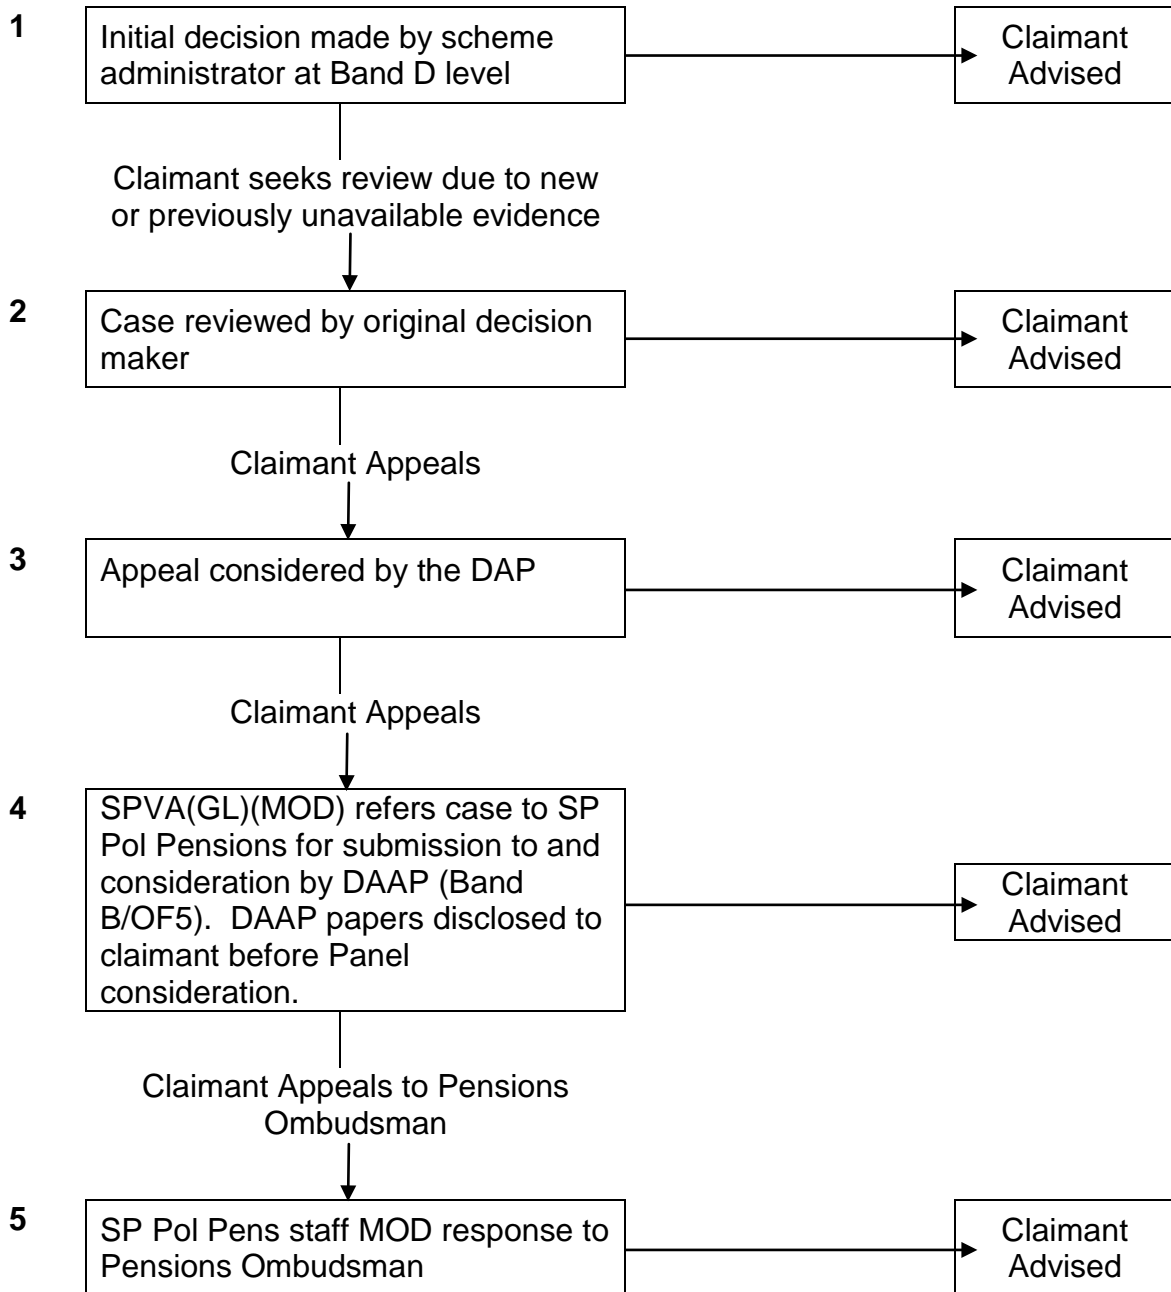 1
Initial decision made by scheme
administrator at Band D level
Claimant
Advised
Claimant seeks review due to new
or previously unavailable evidence
2
Case reviewed by original decision
maker
Claimant
Advised
Claimant Appeals
3
Appeal considered by the DAP
Claimant
Advised
Claimant Appeals
4
SPVA(GL)(MOD) refers case to SP
Pol Pensions for submission to and
consideration by DAAP (Band
B/OF5).  DAAP papers disclosed to
claimant before Panel
consideration.
Claimant
Advised
Claimant Appeals to Pensions
Ombudsman
5
SP Pol Pens staff MOD response to
Pensions Ombudsman
Claimant
Advised